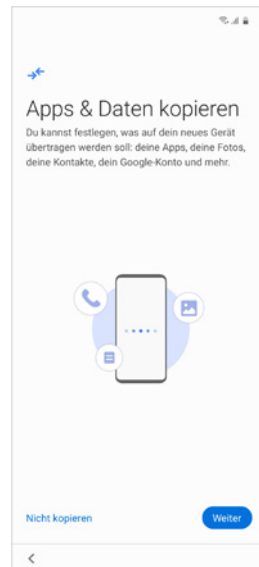 Apps & Daten kopieren
Du kannst festlegen, was auf dein neues Gerät
übertragen werden soll: deine Apps, deine Fotos,
deine Kontakte, dein Google-Konto und mehr.
Nicht kopieren
Weiter